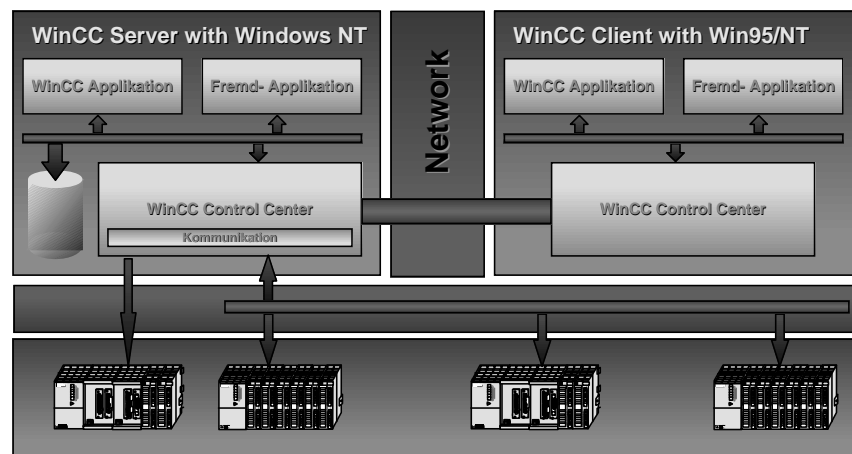 WinCC Server with Windows NT
WinCC Applikation
Fremd- Applikation
WinCC Control Center
Kommunikation
Network
WinCC Client with Win95/NT
WinCC Applikation
Fremd- Applikation
WinCC Control Center